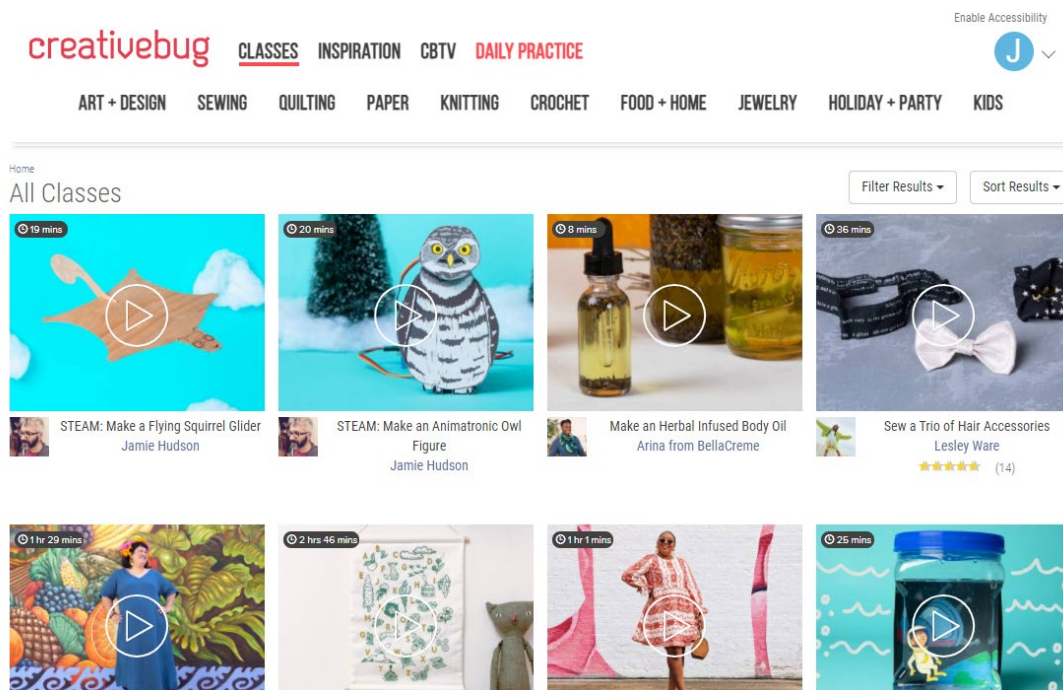 Enable Accessibility
creativebug CLASSES INSPIRATION CBTV DAILY PRACTICE J
ART + DESIGN SEWING QUILTING PAPER KNITTING CROCHET FOOD + HOME JEWELRY HOLIDAY + PARTY KIDS
Home
All Classes Filter Results Sort Results
19 mins 20 mins 8 mins 36 mins
STEAM: Make a Flying Squirrel Glider
Jamie Hudson
STEAM: Make an Animatronic Owl
Figure
Jamie Hudson
Make an Herbal Infused Body Oil
Arina from BellaCreme
Sew a Trio of Hair Accessories
Lesley Ware
(14)
1 hr 29 mins 2 hrs 46 mins 1 hr 1 mins 25 mins